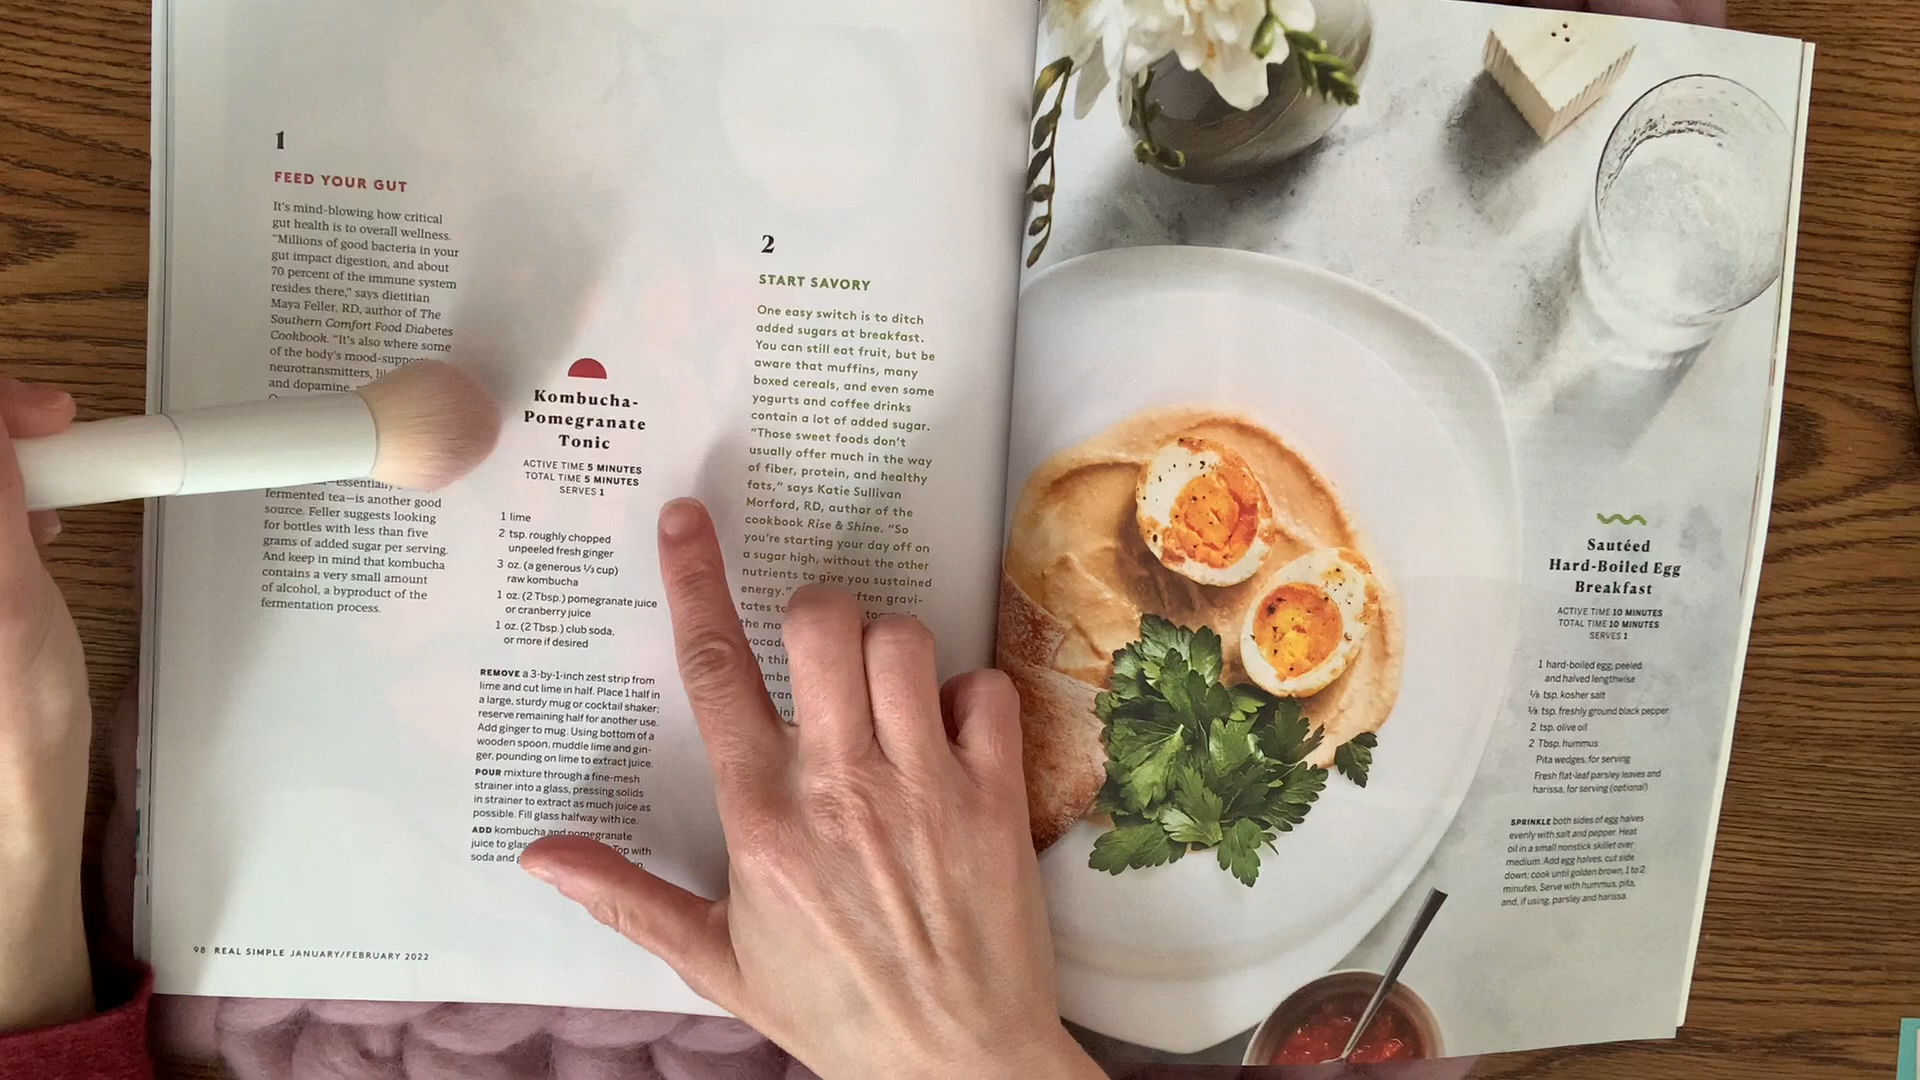 1
FEED YOUR GUT
It's mind-blowing how critical
gut health is to overall wellness.
"Millions of good bacteria in your
gut impact digestion, and about
70 percent of the immune system
resides there," says dietitian
Maya Feller, RD, author of The
Southern Comfort Food Diabetes
Cookbook. "It's also where some
of the body's mood-suppor
neurotransmitters, li
and dopamine
—essentially
fermented tea—is another good
source. Feller suggests looking
for bottles with less than five
grams of added sugar per serving.
And keep in mind that kombucha
contains a very small amount
of alcohol, a byproduct of the
fermentation process.
Kombucha-
Pomegranate
Tonic
ACTIVE TIME 5 MINUTES
TOTAL TIME 5 MINUTES
SERVES 1
1 lime
2 tsp. roughly chopped
unpeeled fresh ginger
3 oz. (a generous 1/3 cup)
raw kombucha
1 oz. (2 Tbsp.) pomegranate juice
or cranberry juice
1 oz. (2 Tbsp.) club soda,
or more if desired
REMOVE a 3-by-1-inch zest strip from
lime and cut lime in half. Place 1 half in
a large, sturdy mug or cocktail shaker;
reserve remaining half for another use.
Add ginger to mug. Using bottom of a
wooden spoon, muddle lime and gin-
ger, pounding on lime to extract juice.
POUR mixture through a fine-mesh
strainer into a glass, pressing solids
in strainer to extract as much juice as
possible. Fill glass halfway with ice.
ADD kombucha and pomegranate
juice to glas Top with
soda and
2
START SAVORY
One easy switch is to ditch
added sugars at breakfast.
You can still eat fruit, but be
aware that muffins, many
boxed cereals, and even some
yogurts and coffee drinks
contain a lot of added sugar.
"Those sweet foods don't
usually offer much in the way
of fiber, protein, and healthy
fats," says Katie Sullivan
Morford, RD, author of the
cookbook Rise & Shine. "So
you're starting your day off on
a sugar high, without the other
nutrients to give you sustained
energy." ften gravi-
tates to
the mo
vocad
98 REAL SIMPLE JANUARY/FEBRUARY 2022
Sautéed
Hard-Boiled Egg
Breakfast
ACTIVE TIME 10 MINUTES
TOTAL TIME 10 MINUTES
SERVES 1
1 hard-boiled egg, peeled
and halved lengthwise
1/8 tsp. kosher salt
1/8 tsp. freshly ground black pepper
2 tsp. olive oil
2 Tbsp. hummus
Pita wedges, for serving
Fresh flat-leaf parsley leaves and
harissa, for serving (optional)
SPRINKLE both sides of egg halves
evenly with salt and pepper. Heat
oil in a small nonstick skillet over
medium. Add egg halves, cut side
down; cook until golden brown, 1 to 2
minutes. Serve with hummus, pita,
and, if using, parsley and harissa.